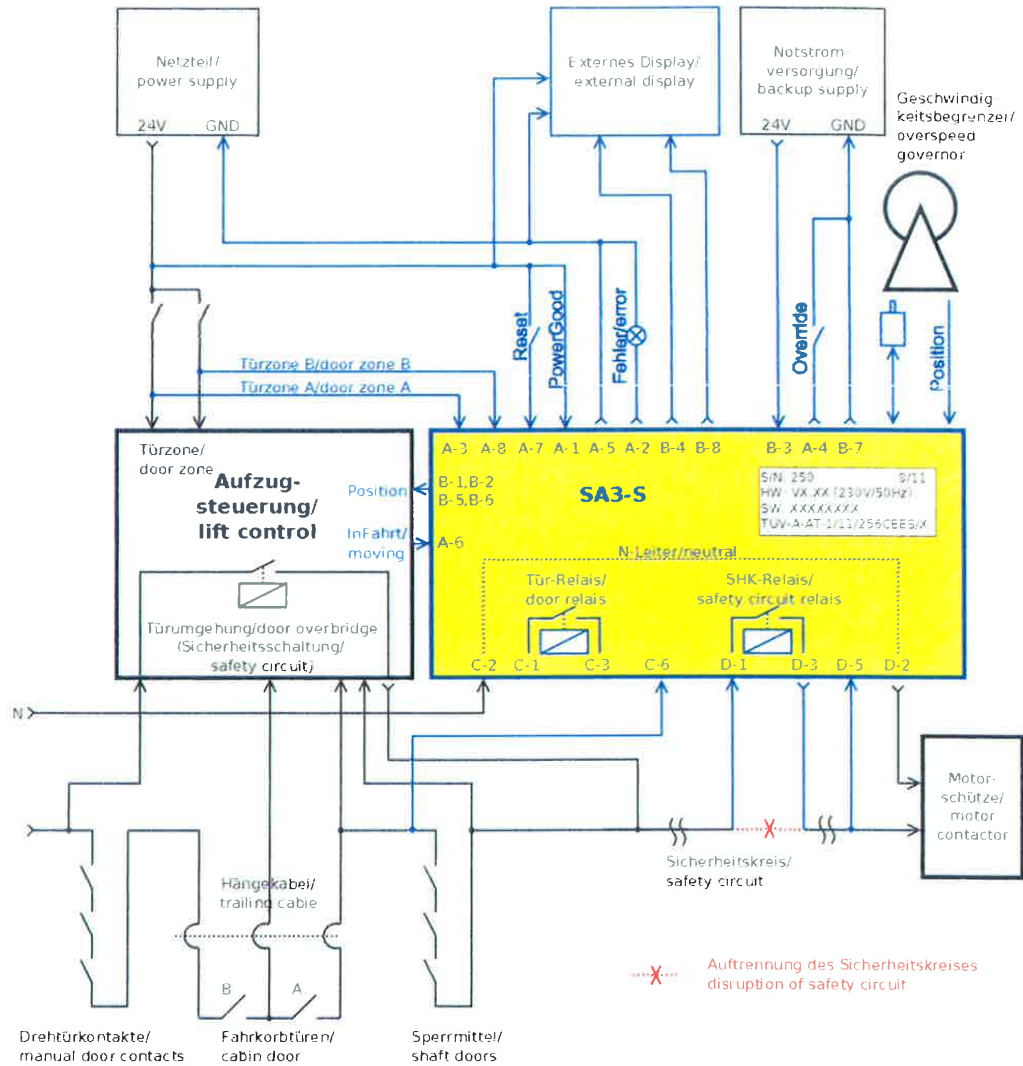 Netzteil/
power supply
24V GND
Externes Display/
external display
Notstrom-
versorgung/
backup supply
24V GND
Geschwindig-
keitsbegrenzer/
overspeed
governor
Reset
PowerGood
Fehler/error
Override
Position
Türzone B/door zone B
Türzone A/door zone A
Türzone/
door zone
Aufzug-
steuerung/
lift control
Position
InFahrt/
moving
Türumgehung/door overbridge
(Sicherheitsschaltung/
safety circuit)
A-3 A-8 A-7 A-1 A-5 A-2 B-4 B-8 B-3 A-4 B-7
B-1,B-2
B-5,B-6
A-6
SA3-S
S/N: 250 8/11
HW: VX.XX (230V/50Hz)
SW: XXXXXXXX
TÜV-A-AT-1/11/256CEES/X
N-Leiter/neutral
Tür-Relais/
door relais
SHK-Relais/
safety circuit relais
C-2 C-1 C-3 C-6 D-1 D-3 D-5 D-2
N
Motor-
schütze/
motor
contactor
Sicherheitskreis/
safety circuit
Hängekabel/
trailing cable
B A
Auftrennung des Sicherheitskreises
disruption of safety circuit
Drehtürkontakte/
manual door contacts
Fahrkorbtüren/
cabin door
Sperrmittel/
shaft doors